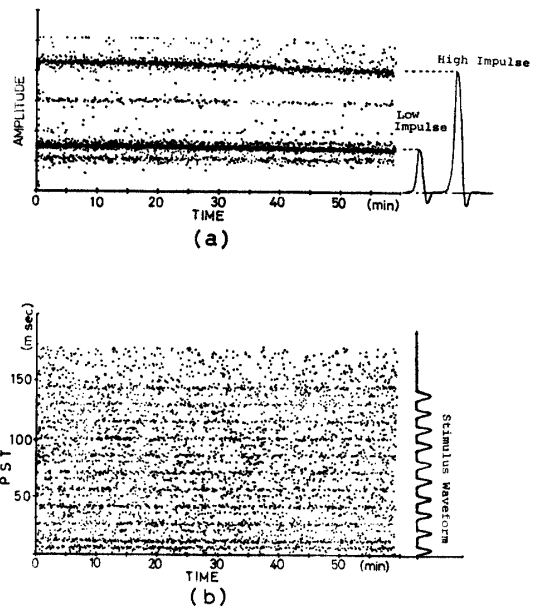 AMPLITUDE
High Impulse
Low
Impulse
0 10 20 30 40 50 (min)
TIME
(a)
(m sec)
150
100
50
PST
Stimulus Waveform
0 10 20 30 40 50 (min)
TIME
(b)